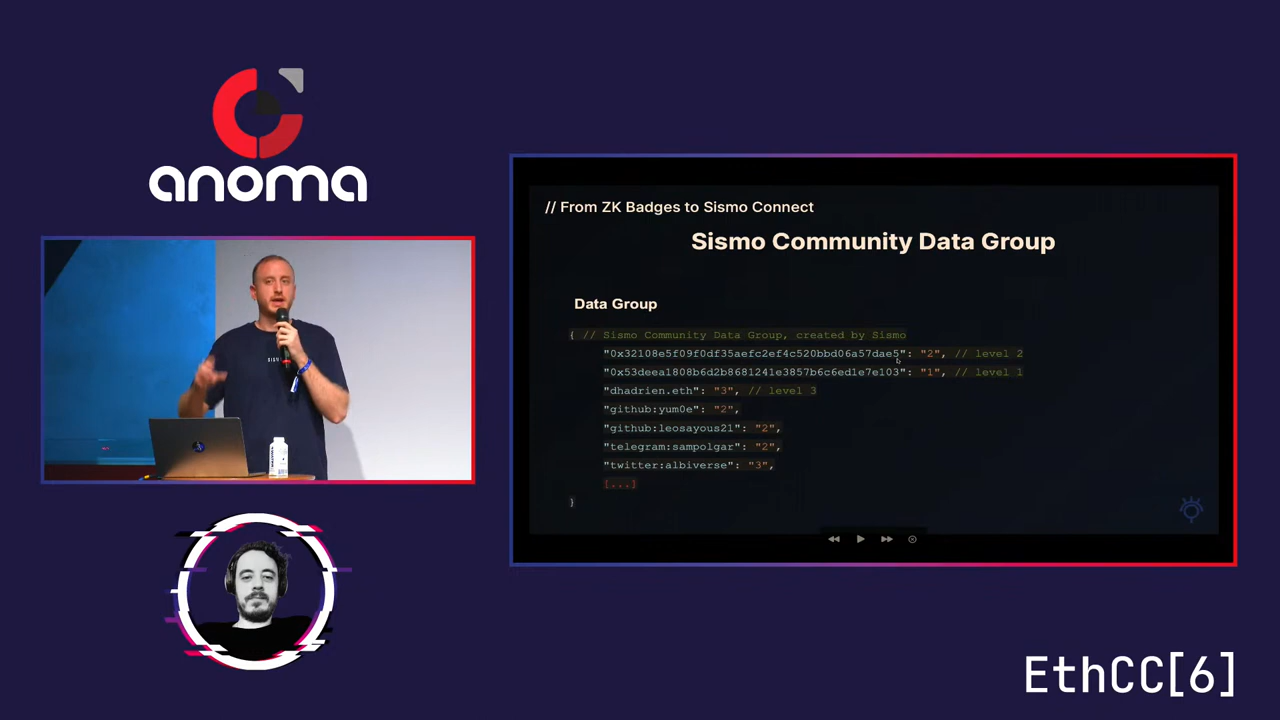 anoma
// From ZK Badges to Sismo Connect
Sismo Community Data Group
Data Group
{ // Sismo Community Data Group, created by Sismo
"0x32108e5f09f0df35aefc2ef4c520bbd06a57dae5": "2", // level 2
"0x53deea1808b6d2b8681241e3857b6c6ed1e7e103": "1", // level 1
"dhadrien.eth": "3", // level 3
"github:yum0e": "2",
"github:leosayous21": "2",
"telegram:sampolgar": "2",
"twitter:albiverse": "3",
[...]
}
EthCC[6]